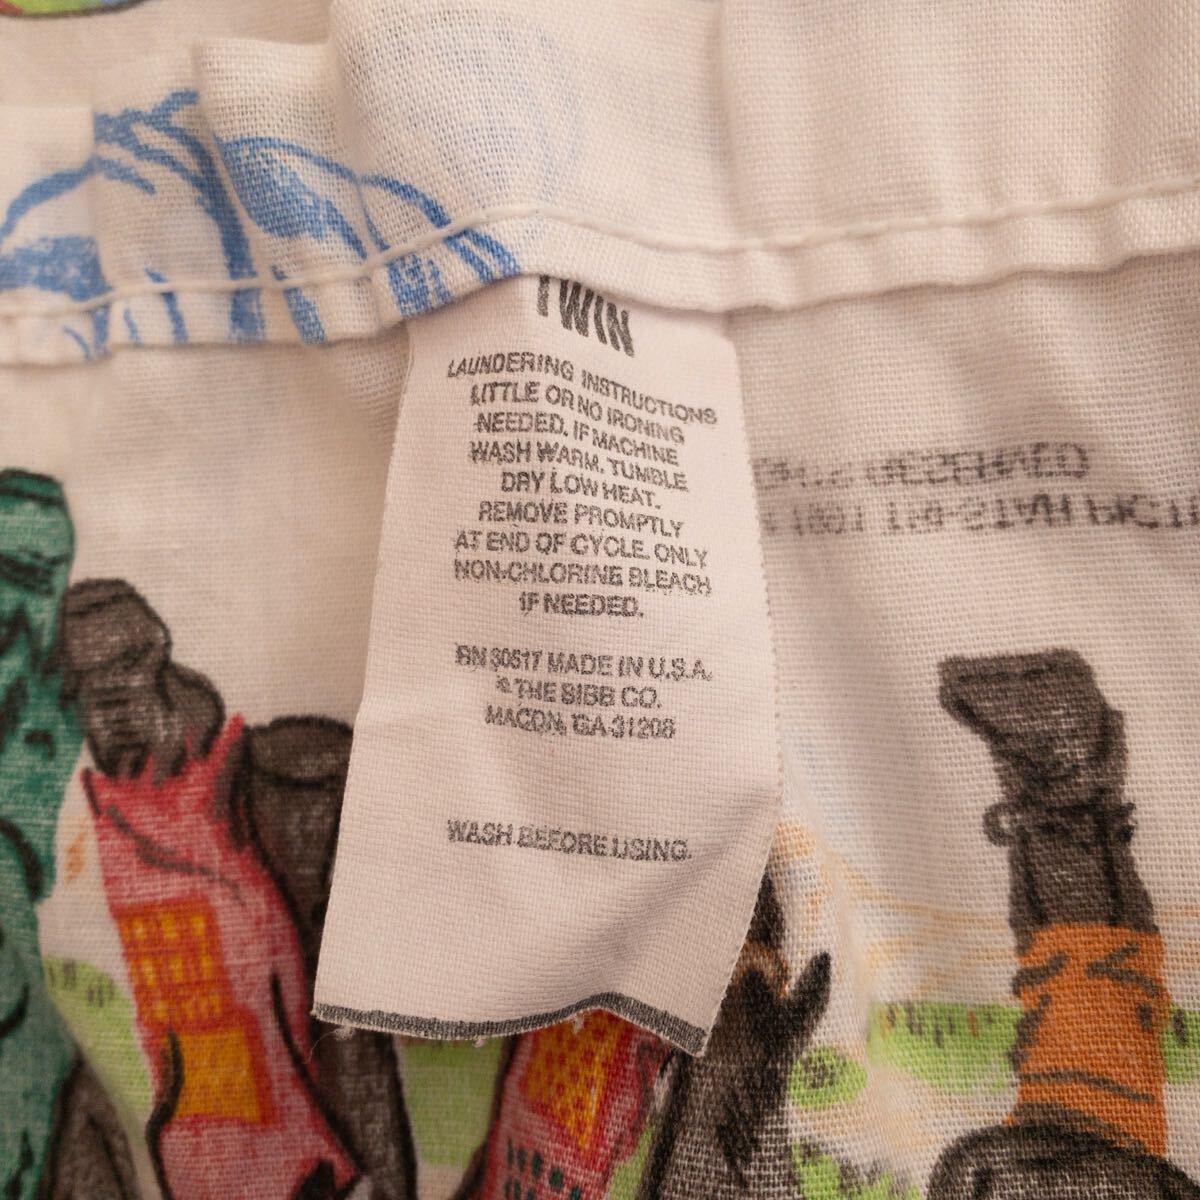 TWIN
LAUNDERING INSTRUCTIONS
LITTLE OR NO IRONING
NEEDED. IF MACHINE
WASH WARM. TUMBLE
DRY LOW HEAT.
REMOVE PROMPTLY
AT END OF CYCLE. ONLY
NON-CHLORINE BLEACH
IF NEEDED.
RN 30517 MADE IN U.S.A.
© THE BIBB CO.
MACON, GA 31208
WASH BEFORE USING.
RESERVED